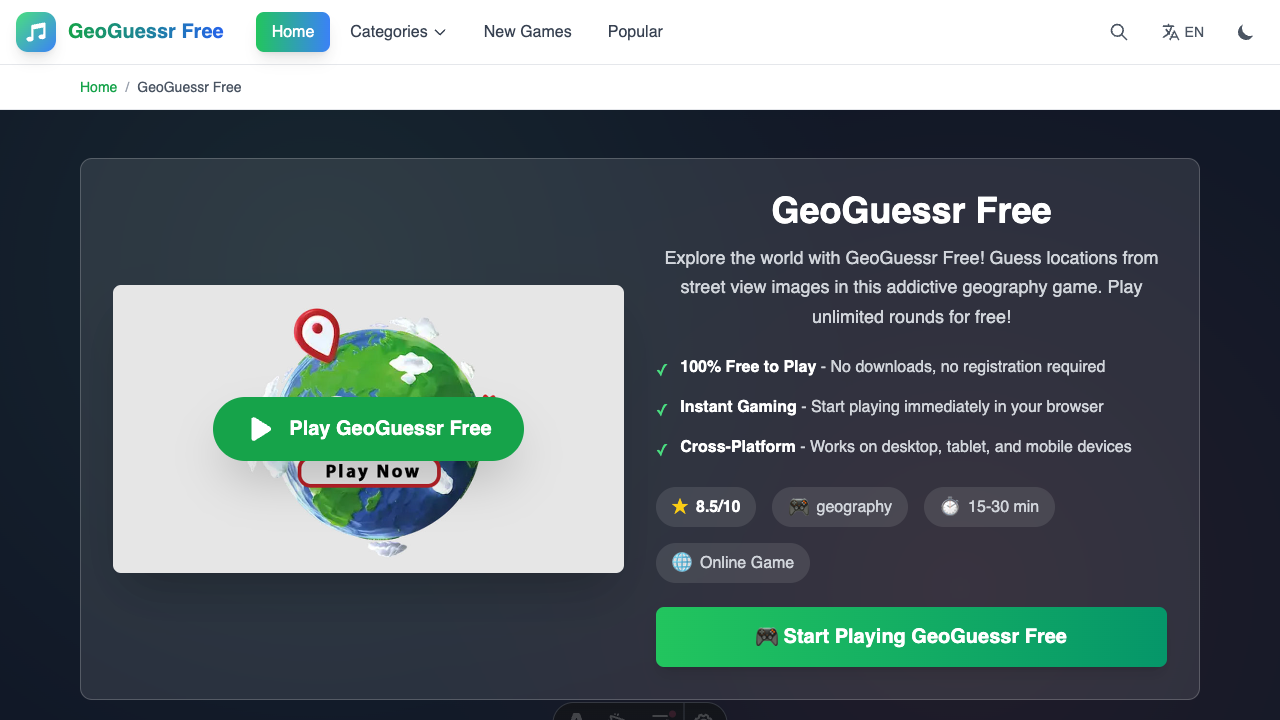 GeoGuessr Free
Home
Categories
New Games
Popular
EN
Home / GeoGuessr Free
Play GeoGuessr Free
Play Now
GeoGuessr Free
Explore the world with GeoGuessr Free! Guess locations from
street view images in this addictive geography game. Play
unlimited rounds for free!
100% Free to Play - No downloads, no registration required
Instant Gaming - Start playing immediately in your browser
Cross-Platform - Works on desktop, tablet, and mobile devices
8.5/10
geography
15-30 min
Online Game
Start Playing GeoGuessr Free